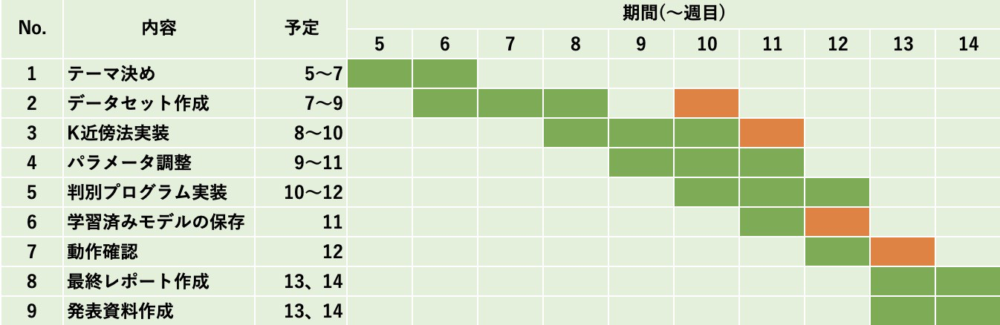 No. 内容 予定 期間(～週目)
5 6 7 8 9 10 11 12 13 14
1 テーマ決め 5～7
2 データセット作成 7～9
3 K近傍法実装 8～10
4 パラメータ調整 9～11
5 判別プログラム実装 10～12
6 学習済みモデルの保存 11
7 動作確認 12
8 最終レポート作成 13、14
9 発表資料作成 13、14